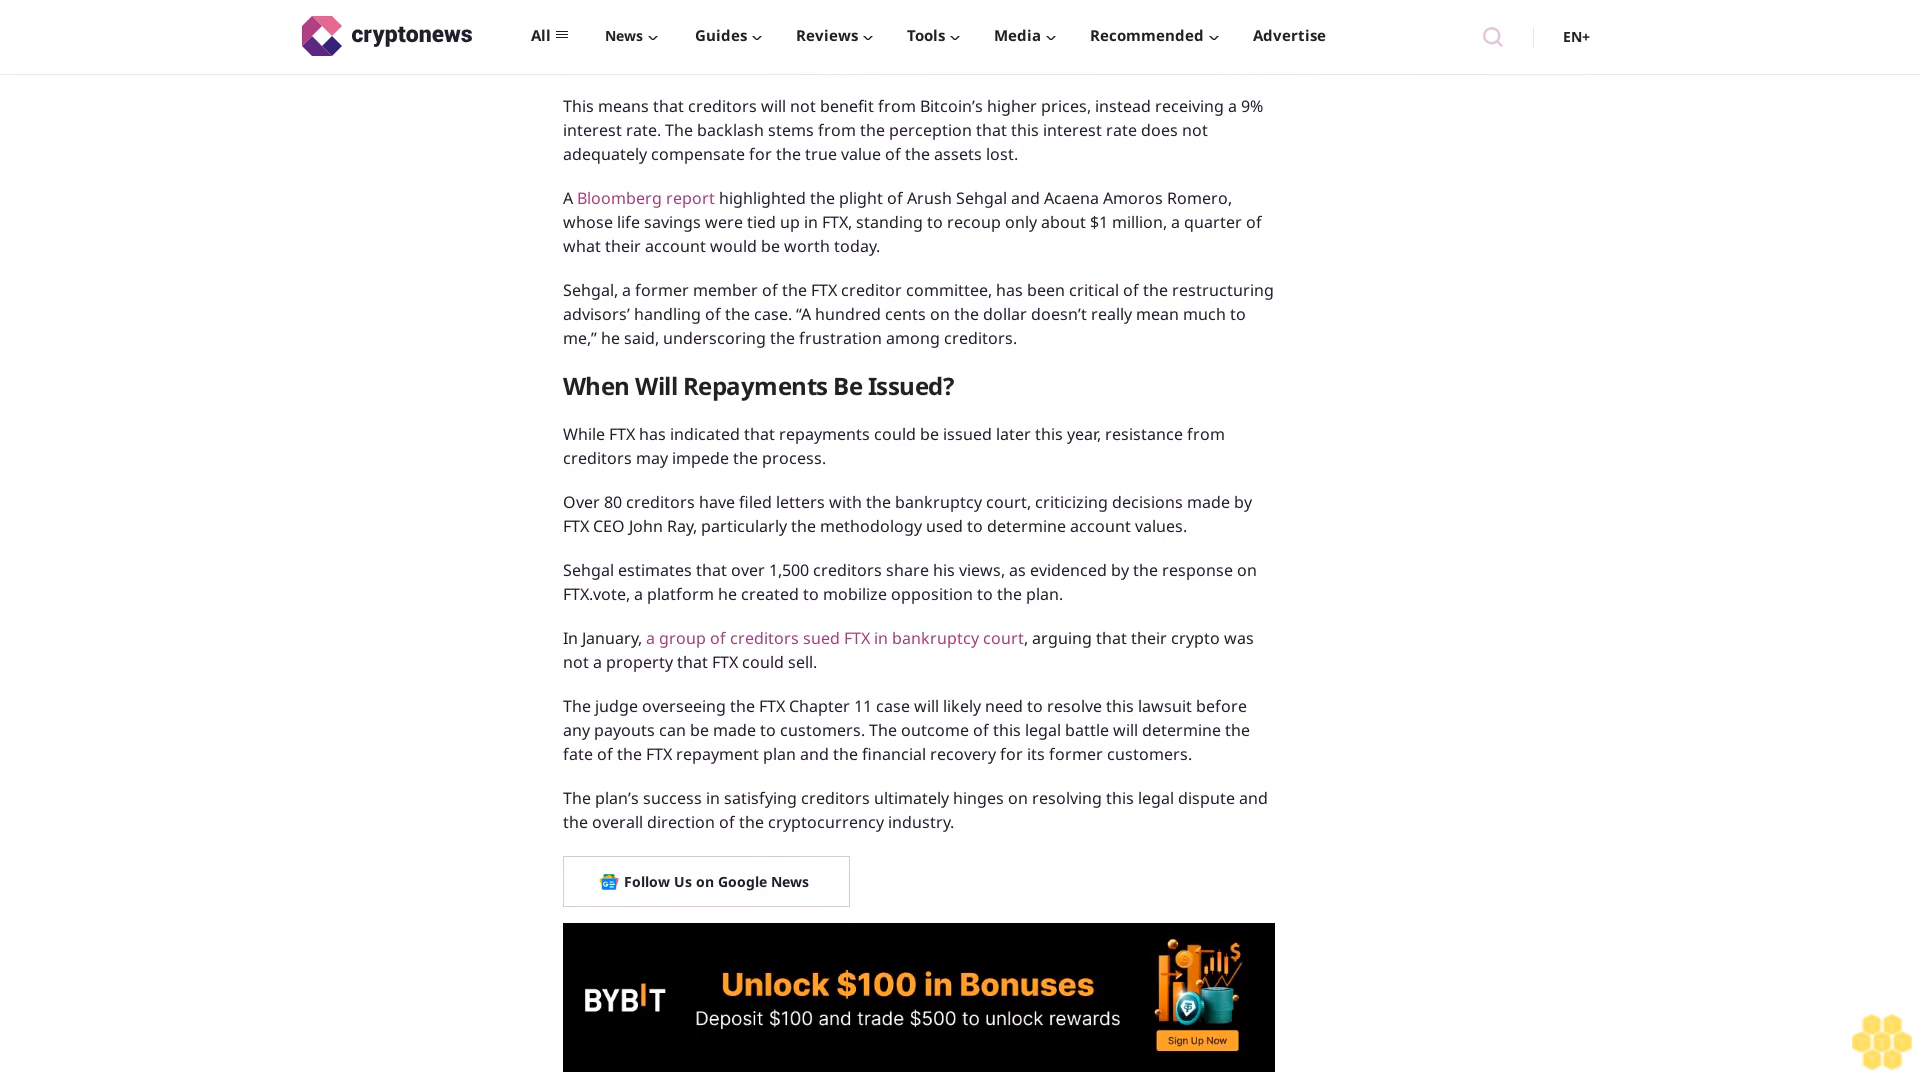 cryptonews
All News Guides Reviews Tools Media Recommended Advertise EN+
This means that creditors will not benefit from Bitcoin’s higher prices, instead receiving a 9%
interest rate. The backlash stems from the perception that this interest rate does not
adequately compensate for the true value of the assets lost.
A Bloomberg report highlighted the plight of Arush Sehgal and Acaena Amoros Romero,
whose life savings were tied up in FTX, standing to recoup only about $1 million, a quarter of
what their account would be worth today.
Sehgal, a former member of the FTX creditor committee, has been critical of the restructuring
advisors’ handling of the case. “A hundred cents on the dollar doesn’t really mean much to
me,” he said, underscoring the frustration among creditors.
When Will Repayments Be Issued?
While FTX has indicated that repayments could be issued later this year, resistance from
creditors may impede the process.
Over 80 creditors have filed letters with the bankruptcy court, criticizing decisions made by
FTX CEO John Ray, particularly the methodology used to determine account values.
Sehgal estimates that over 1,500 creditors share his views, as evidenced by the response on
FTX.vote, a platform he created to mobilize opposition to the plan.
In January, a group of creditors sued FTX in bankruptcy court, arguing that their crypto was
not a property that FTX could sell.
The judge overseeing the FTX Chapter 11 case will likely need to resolve this lawsuit before
any payouts can be made to customers. The outcome of this legal battle will determine the
fate of the FTX repayment plan and the financial recovery for its former customers.
The plan’s success in satisfying creditors ultimately hinges on resolving this legal dispute and
the overall direction of the cryptocurrency industry.
Follow Us on Google News
BYBIT
Unlock $100 in Bonuses
Deposit $100 and trade $500 to unlock rewards
Sign Up Now